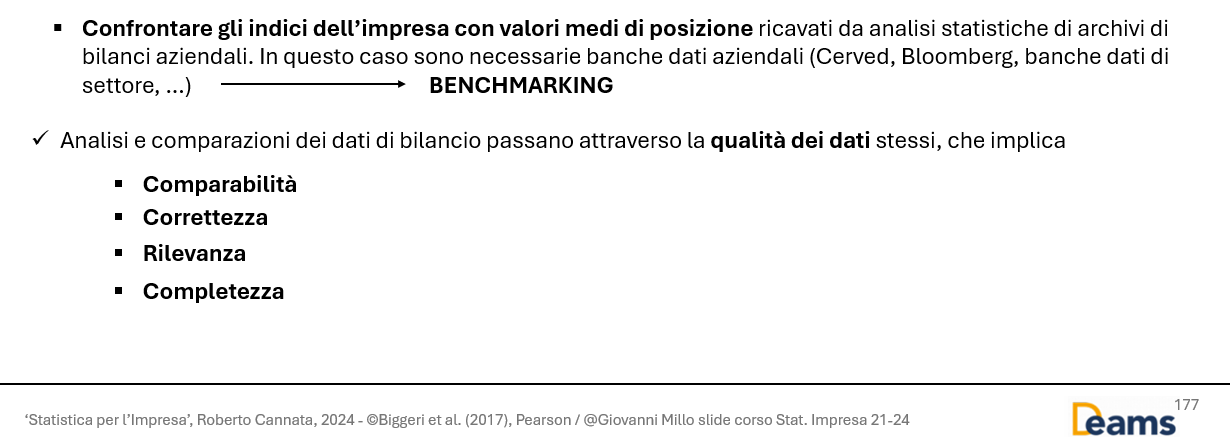 ▪ Confrontare gli indici dell’impresa con valori medi di posizione ricavati da analisi statistiche di archivi di
bilanci aziendali. In questo caso sono necessarie banche dati aziendali (Cerved, Bloomberg, banche dati di
settore, ...) BENCHMARKING
✓ Analisi e comparazioni dei dati di bilancio passano attraverso la qualità dei dati stessi, che implica
▪ Comparabilità
▪ Correttezza
▪ Rilevanza
▪ Completezza
‘Statistica per l’Impresa’, Roberto Cannata, 2024 - ©Biggeri et al. (2017), Pearson / @Giovanni Millo slide corso Stat. Impresa 21-24
Deams
177